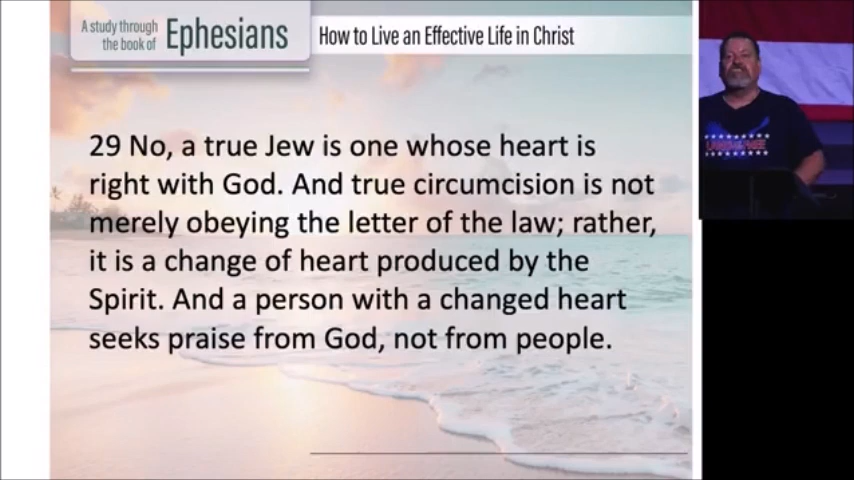 A study through
the book of
Ephesians
How to Live an Effective Life in Christ
29 No, a true Jew is one whose heart is
right with God. And true circumcision is not
merely obeying the letter of the law; rather,
it is a change of heart produced by the
Spirit. And a person with a changed heart
seeks praise from God, not from people.